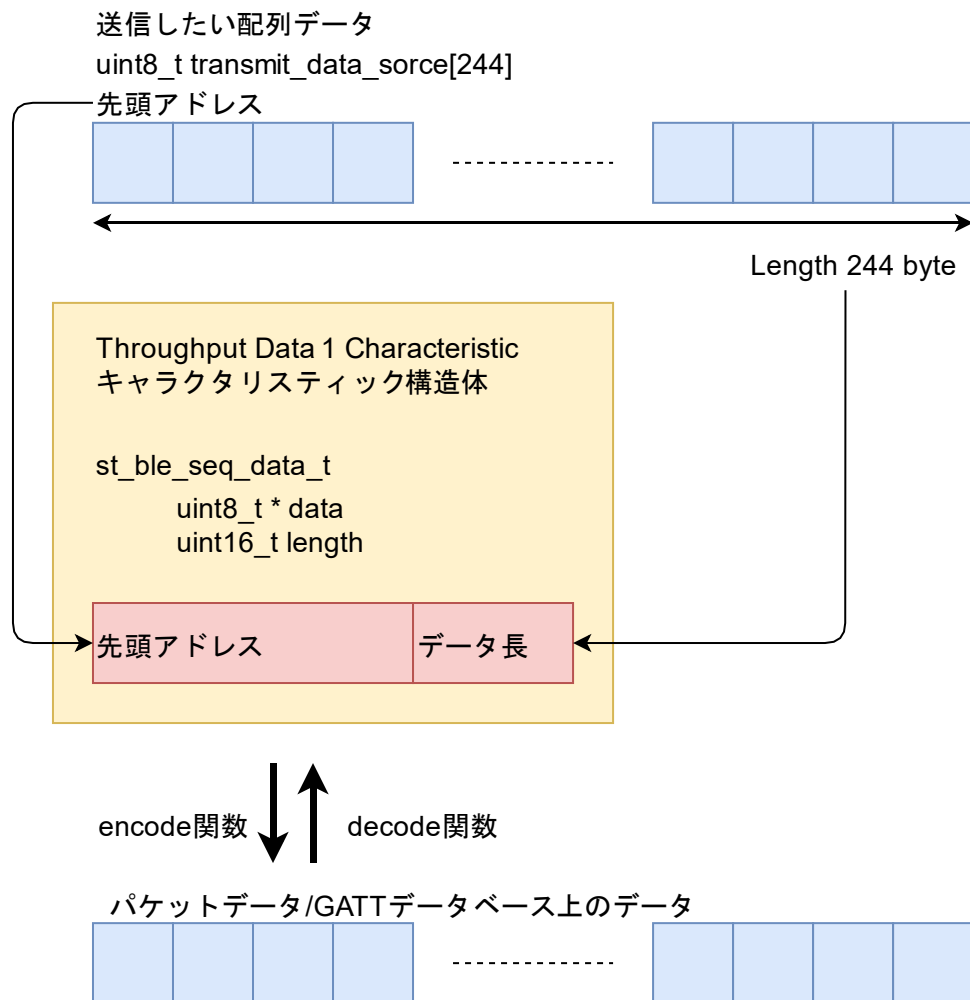 送信したい配列データ
uint8_t transmit_data_sorce[244]
先頭アドレス
Length 244 byte
Throughput Data 1 Characteristic
キャラクタリスティック構造体
st_ble_seq_data_t
uint8_t * data
uint16_t length
先頭アドレス
データ長
encode関数
decode関数
パケットデータ/GATTデータベース上のデータ